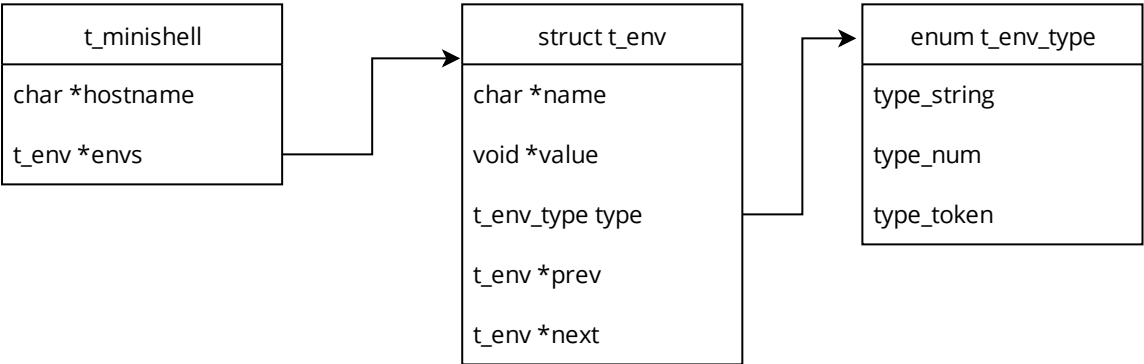 t_minishell
char *hostname
t_env *envs
struct t_env
char *name
void *value
t_env_type type
t_env *prev
t_env *next
enum t_env_type
type_string
type_num
type_token